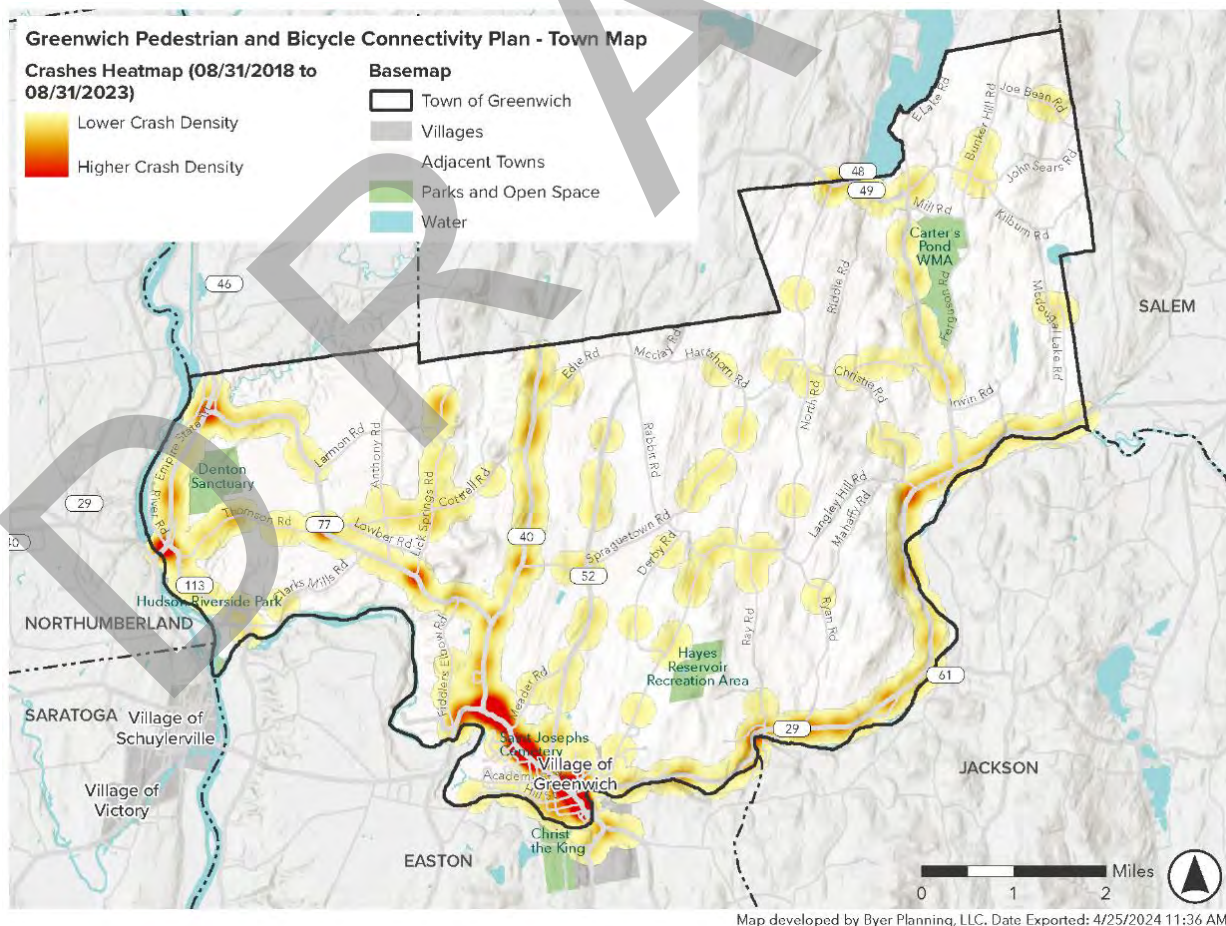 Greenwich Pedestrian and Bicycle Connectivity Plan - Town Map
Crashes Heatmap (08/31/2018 to
08/31/2023)
Lower Crash Density
Higher Crash Density
Basemap
Town of Greenwich
Villages
Adjacent Towns
Parks and Open Space
Water
DRA
E Lake Rd
Bunker Hill Rd
Joe Bean Rd
John Sears Rd
48
49
Mill Rd
Kilburn Rd
Carter's
Pond
WMA
Ferguson Rd
Mcdougal Lake Rd
SALEM
46
Riddle Rd
Edie Rd
Mcclay Rd
Hartshorn Rd
North Rd
Christie Rd
Irwin Rd
Empire State
Larmon Rd
Anthony Rd
Rabbit Rd
Denton
Sanctuary
29
River Rd
Thomson Rd
77
Lowber Rd
Lick Springs Rd
Cottrell Rd
40
40
Spraguetown Rd
Derby Rd
Langley Hill Rd
Mahaffy Rd
52
113
Clarks Mills Rd
Hudson Riverside Park
NORTHUMBERLAND
Fiddlers Elbow Rd
Ray Rd
Ryan Rd
Hayes
Reservoir
Recreation Area
Meader Rd
61
29
SARATOGA
Village of
Schuylerville
Saint Josephs
Cemetery
Village of
Greenwich
Academic
Hill
Village of
Victory
JACKSON
Christ
the King
EASTON
Miles
0 1 2
Map developed by Byer Planning, LLC. Date Exported: 4/25/2024 11:36 AM